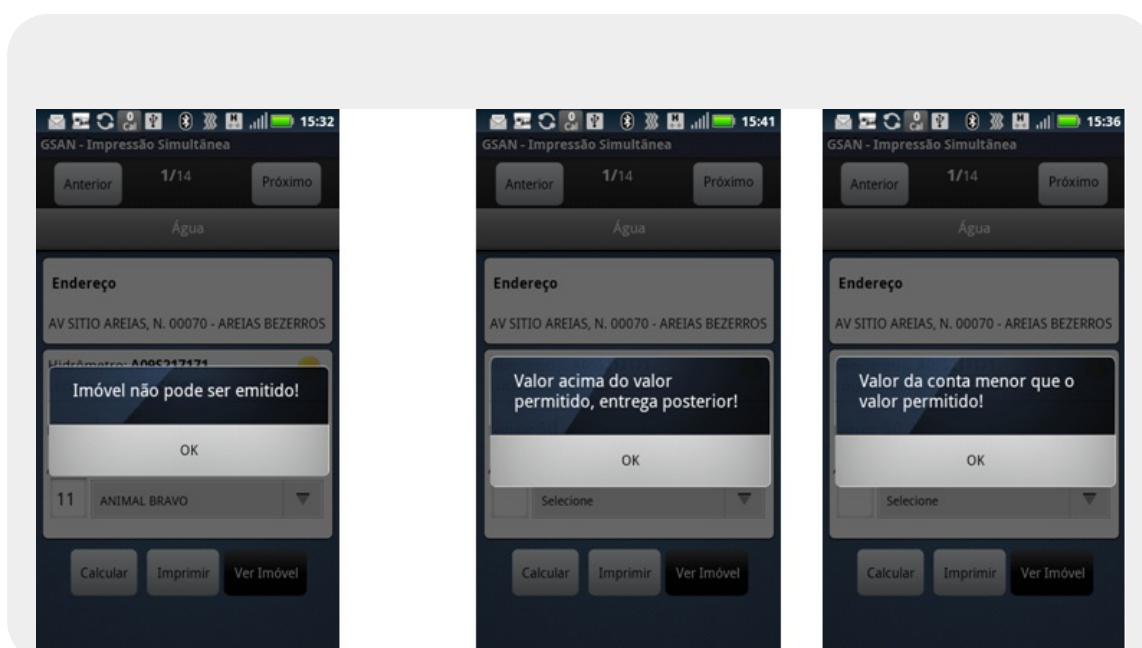 15:32
GSAN - Impressão Simultânea
Anterior
1/14
Próximo
Água
Endereço
AV SITIO AREIAS, N. 00070 - AREIAS BEZERROS
Hidrômetro: A09S217171
Imóvel não pode ser emitido!
OK
11 ANIMAL BRAVO
Calcular
Imprimir
Ver Imóvel
15:41
GSAN - Impressão Simultânea
Anterior
1/14
Próximo
Água
Endereço
AV SITIO AREIAS, N. 00070 - AREIAS BEZERROS
Valor acima do valor
permitido, entrega posterior!
OK
Selecione
Calcular
Imprimir
Ver Imóvel
15:36
GSAN - Impressão Simultânea
Anterior
1/14
Próximo
Água
Endereço
AV SITIO AREIAS, N. 00070 - AREIAS BEZERROS
Valor da conta menor que o
valor permitido!
OK
Selecione
Calcular
Imprimir
Ver Imóvel